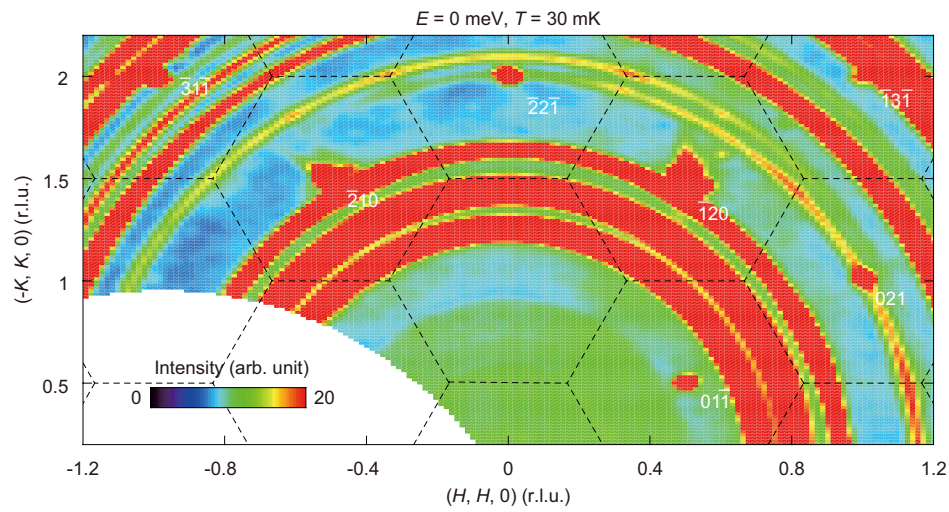 E = 0 meV, T = 30 mK
(-K, K, 0) (r.l.u.)
2
1.5
1
0.5
3̅11̅
2̅21̅
1̅31̅
2̅10
1̅20
021
011̅
Intensity (arb. unit)
0 20
-1.2 -0.8 -0.4 0 0.4 0.8 1.2
(H, H, 0) (r.l.u.)